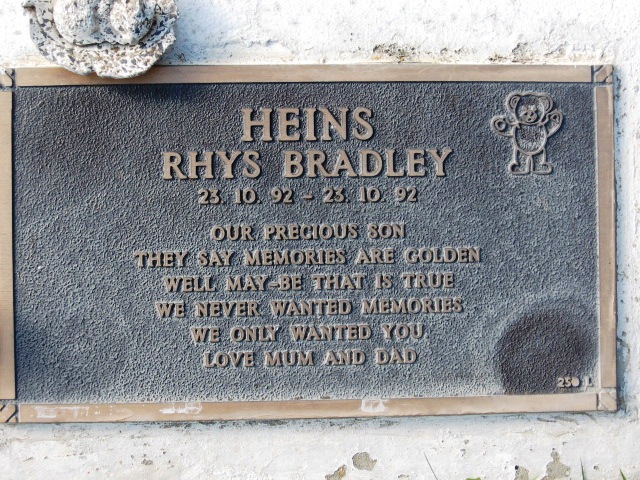 HEINS
RHYS BRADLEY
23. 10. 92 - 23. 10. 92
OUR PRECIOUS SON
THEY SAY MEMORIES ARE GOLDEN
WELL MAY-BE THAT IS TRUE
WE NEVER WANTED MEMORIES
WE ONLY WANTED YOU
LOVE MUM AND DAD